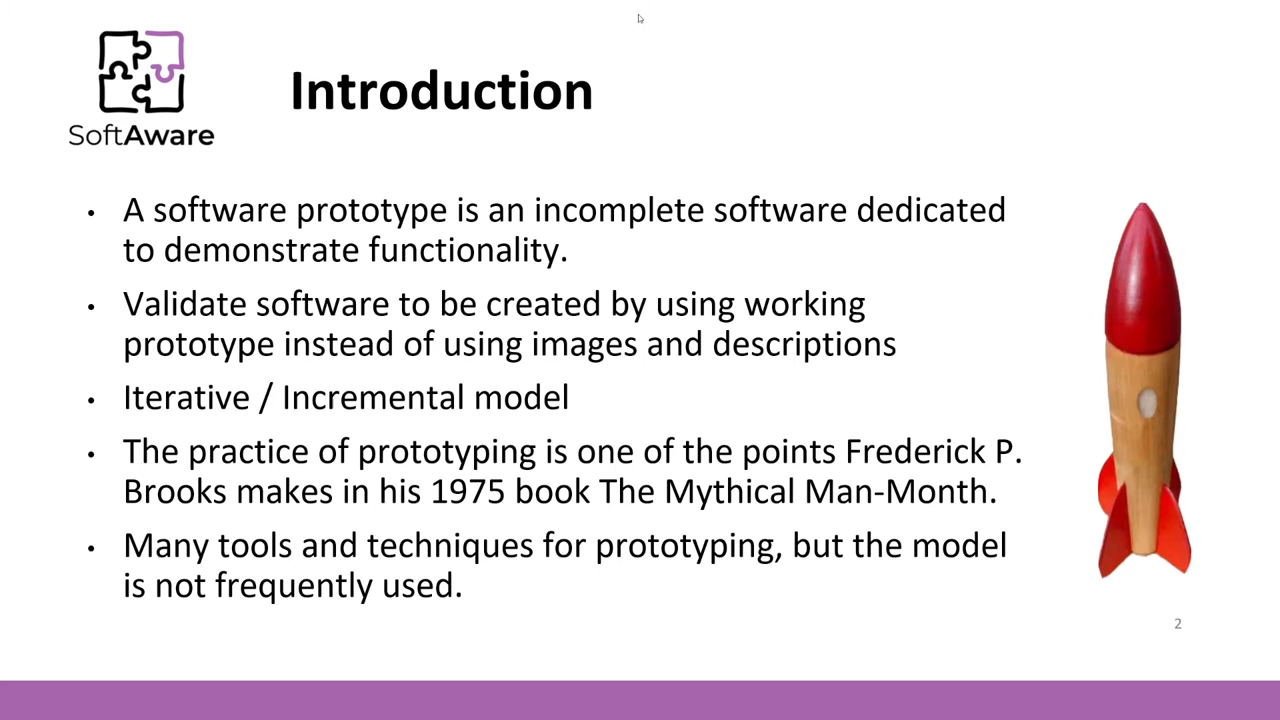 SoftAware
Introduction
• A software prototype is an incomplete software dedicated
to demonstrate functionality.
• Validate software to be created by using working
prototype instead of using images and descriptions
• Iterative / Incremental model
• The practice of prototyping is one of the points Frederick P.
Brooks makes in his 1975 book The Mythical Man-Month.
• Many tools and techniques for prototyping, but the model
is not frequently used.
2